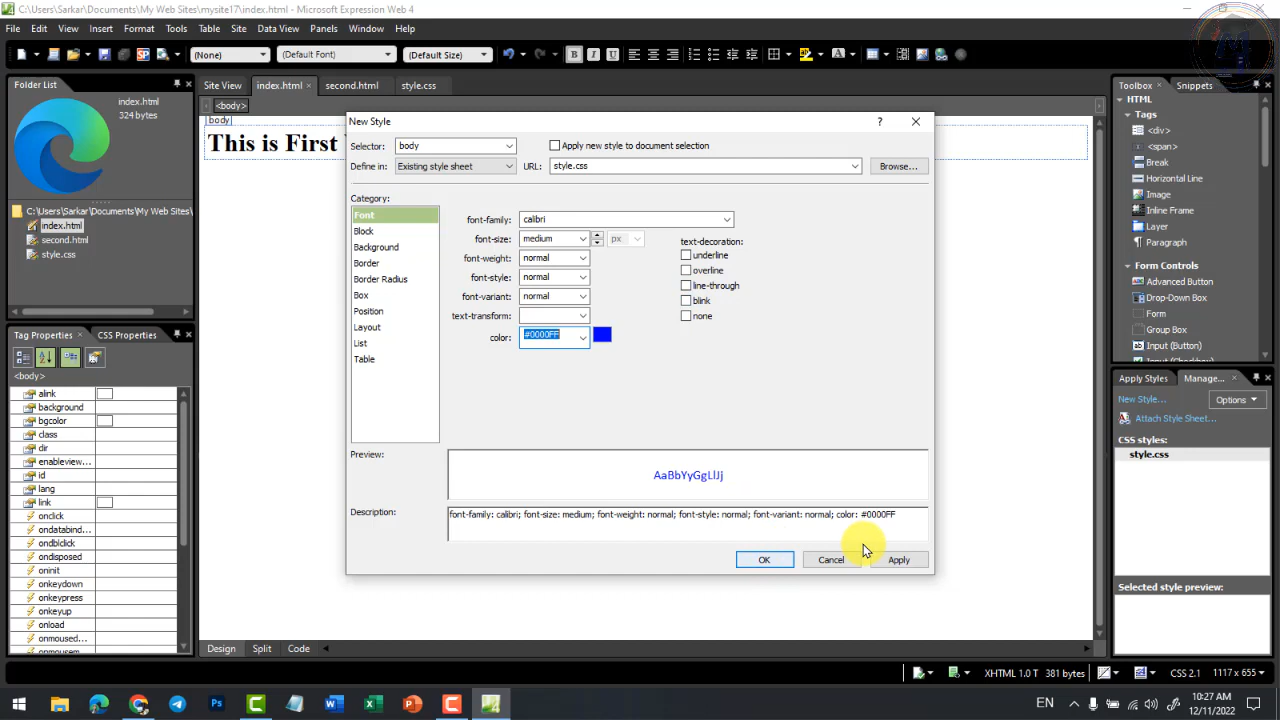 C:\Users\Sarkar\Documents\My Web Sites\mysite17\index.html - Microsoft Expression Web 4
File Edit View Insert Format Tools Table Site Data View Panels Window Help
(None) (Default Font) (Default Size) B I U A
Folder List
index.html
324 bytes
C:\Users\Sarkar\Documents\My Web Sites\
index.html
second.html
style.css
Site View index.html second.html style.css
<body>
body
This is First
New Style
Selector: body Apply new style to document selection
Define in: Existing style sheet URL: style.css Browse...
Category:
Font
Block
Background
Border
Border Radius
Box
Position
Layout
List
Table
font-family: calibri
font-size: medium px
font-weight: normal
font-style: normal
font-variant: normal
text-transform:
color: #0000FF
text-decoration:
underline
overline
line-through
blink
none
Preview: AaBbYyGgLlJj
Description: font-family: calibri; font-size: medium; font-weight: normal; font-style: normal; font-variant: normal; color: #0000FF
OK Cancel Apply
Tag Properties CSS Properties
<body>
alink
background
bgcolor
class
dir
enableview...
id
lang
link
onclick
ondatabind...
ondblclick
ondisposed
oninit
onkeydown
onkeypress
onkeyup
onload
onmoused...
onmousem...
Toolbox Snippets
HTML
Tags
<div>
<span>
Break
Horizontal Line
Image
Inline Frame
Layer
Paragraph
Form Controls
Advanced Button
Drop-Down Box
Form
Group Box
Input (Button)
Input (Checkbox)
Apply Styles Manage...
New Style... Options
Attach Style Sheet...
CSS styles:
style.css
Selected style preview:
Design Split Code
XHTML 1.0 T 381 bytes CSS 2.1 1117 x 655
EN 10:27 AM
12/11/2022